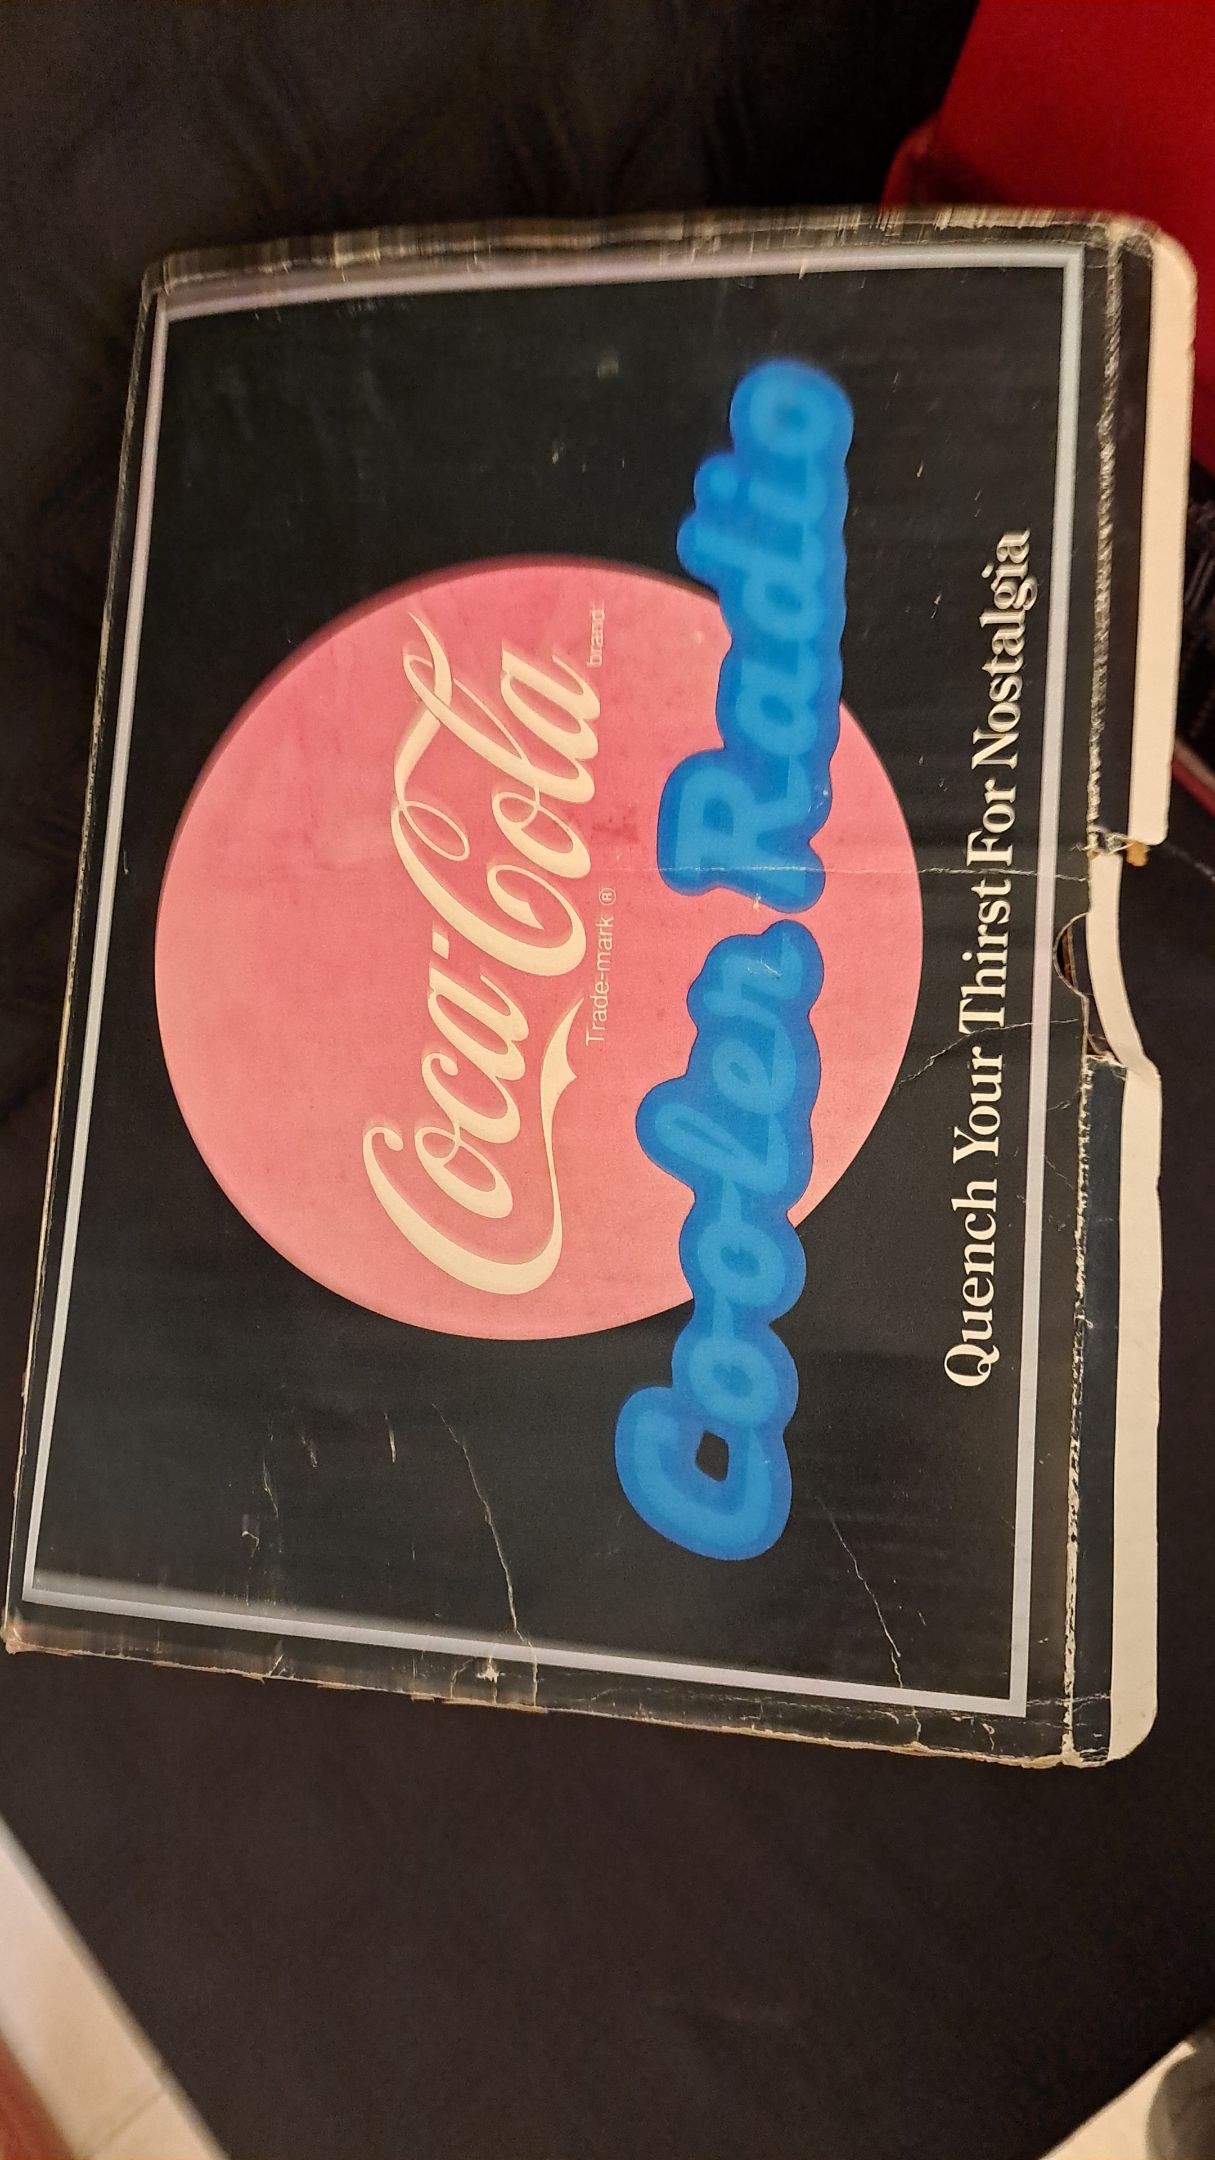 Coca-Cola
Trade-mark ® brand
Cooler Radio
Quench Your Thirst For Nostalgia